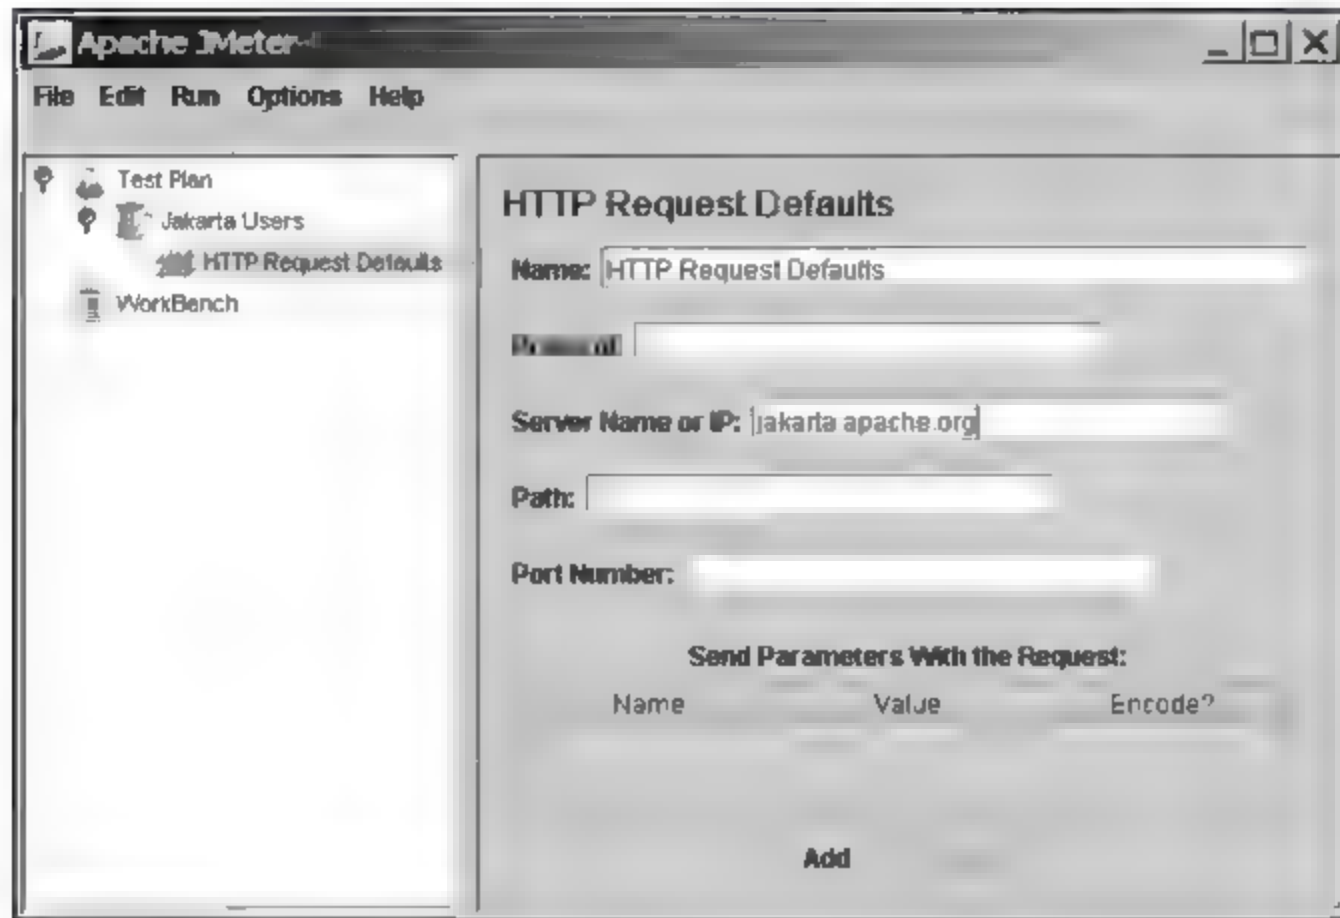 Apache JMeter
File Edit Run Options Help
Test Plan
Jakarta Users
HTTP Request Defaults
WorkBench
HTTP Request Defaults
Name: HTTP Request Defaults
Protocol
Server Name or IP: jakarta.apache.org
Path:
Port Number:
Send Parameters With the Request:
Name Value Encode?
Add